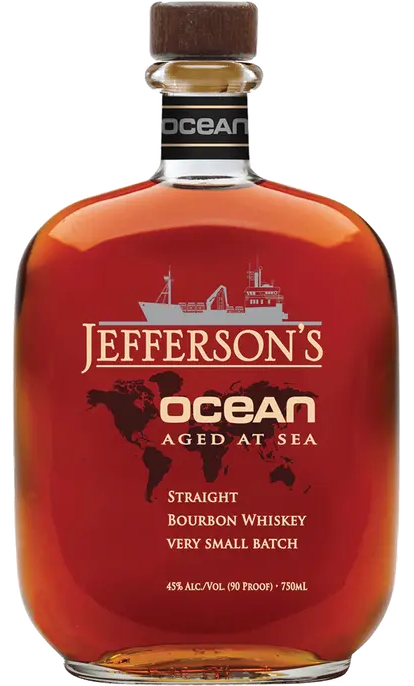 OCEAN
JEFFERSON'S
OCEAN
AGED AT SEA
STRAIGHT
BOURBON WHISKEY
VERY SMALL BATCH
45% ALC./VOL. (90 PROOF) • 750ML